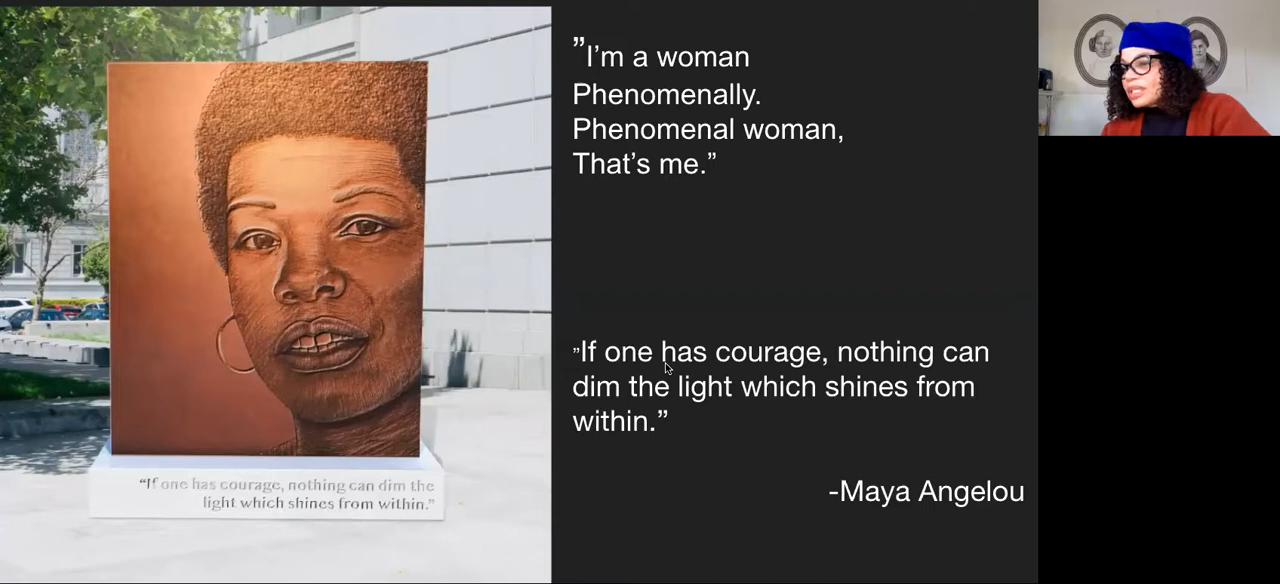 ”I’m a woman
Phenomenally.
Phenomenal woman,
That’s me.”
”If one has courage, nothing can
dim the light which shines from
within.”
-Maya Angelou
“If one has courage, nothing can dim the
light which shines from within.”